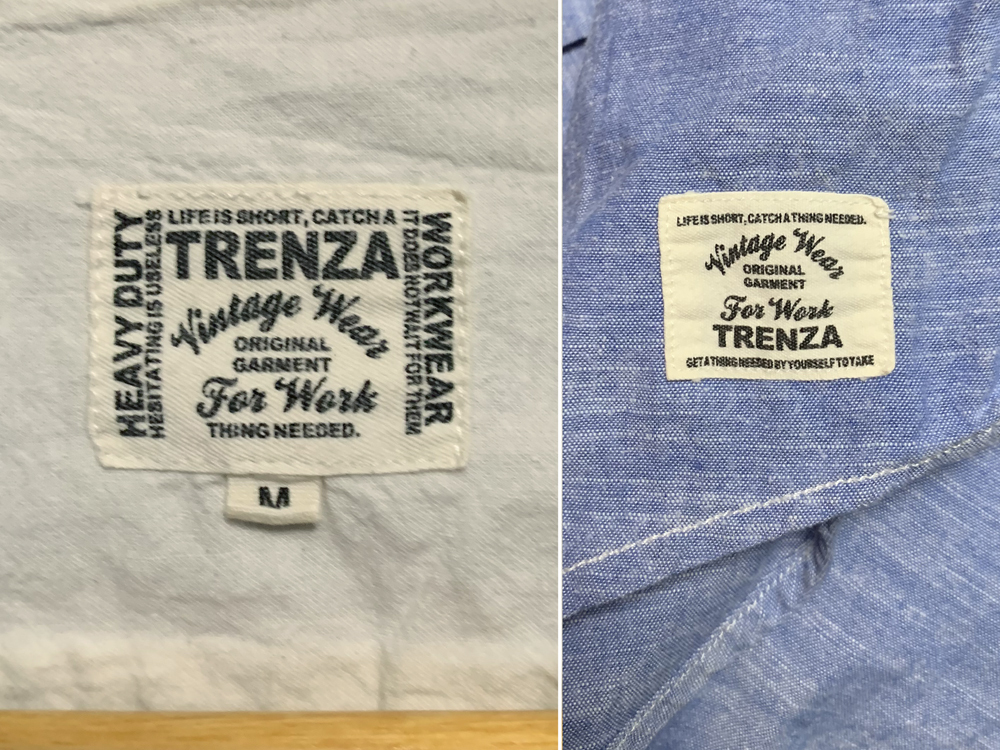 HEAVY DUTY
HESITATING IS USELESS
LIFE IS SHORT, CATCH A
TRENZA
Vintage Wear
ORIGINAL
GARMENT
For Work
THING NEEDED.
IT DOES NOT WAIT FOR THEM
WORKWEAR
M
LIFE IS SHORT, CATCH A THING NEEDED.
Vintage Wear
ORIGINAL
GARMENT
For Work
TRENZA
GET A THING NEEDED BY YOURSELF TO TAKE